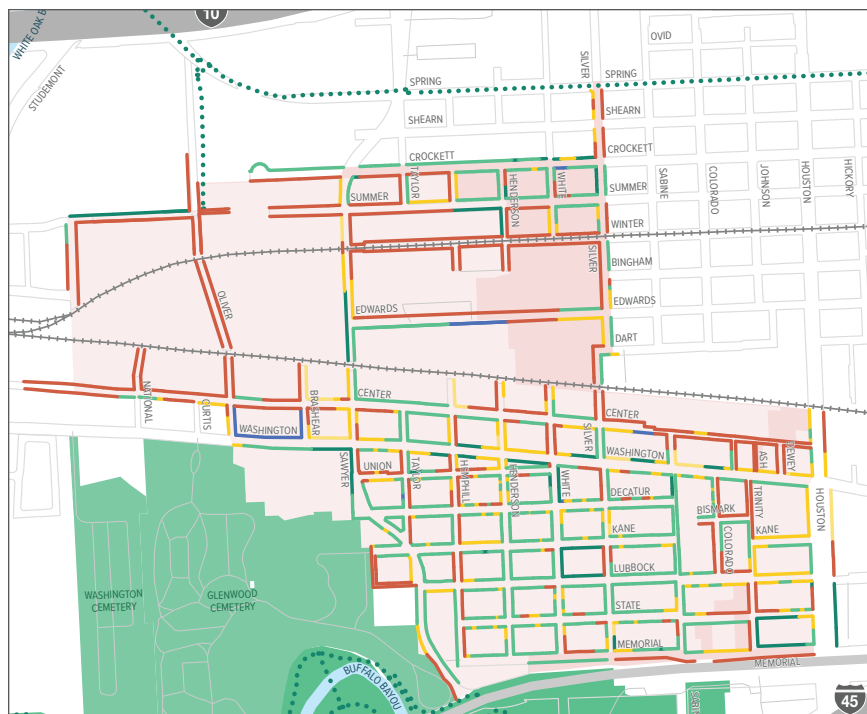 10
WHITE OAK B
STUDEMONT
OVID
SILVER
SPRING
SPRING
SHEARN
SHEARN
CROCKETT
CROCKETT
TAYLOR
HENDERSON
WHITE
SUMMER
SUMMER
SABINE
COLORADO
JOHNSON
HOUSTON
HICKORY
WINTER
SILVER
BINGHAM
OLIVER
EDWARDS
EDWARDS
DART
NATIONAL
CURTIS
BRASHEAR
CENTER
CENTER
WASHINGTON
WASHINGTON
SILVER
SAWYER
UNION
TAYLOR
HEMPHILL
HENDERSON
WHITE
ASH
DEWEY
DECATUR
TRINITY
HOUSTON
BISMARK
KANE
KANE
COLORADO
LUBBOCK
WASHINGTON
CEMETERY
GLENWOOD
CEMETERY
STATE
MEMORIAL
MEMORIAL
BUFFALO BAYOU
SABI
45